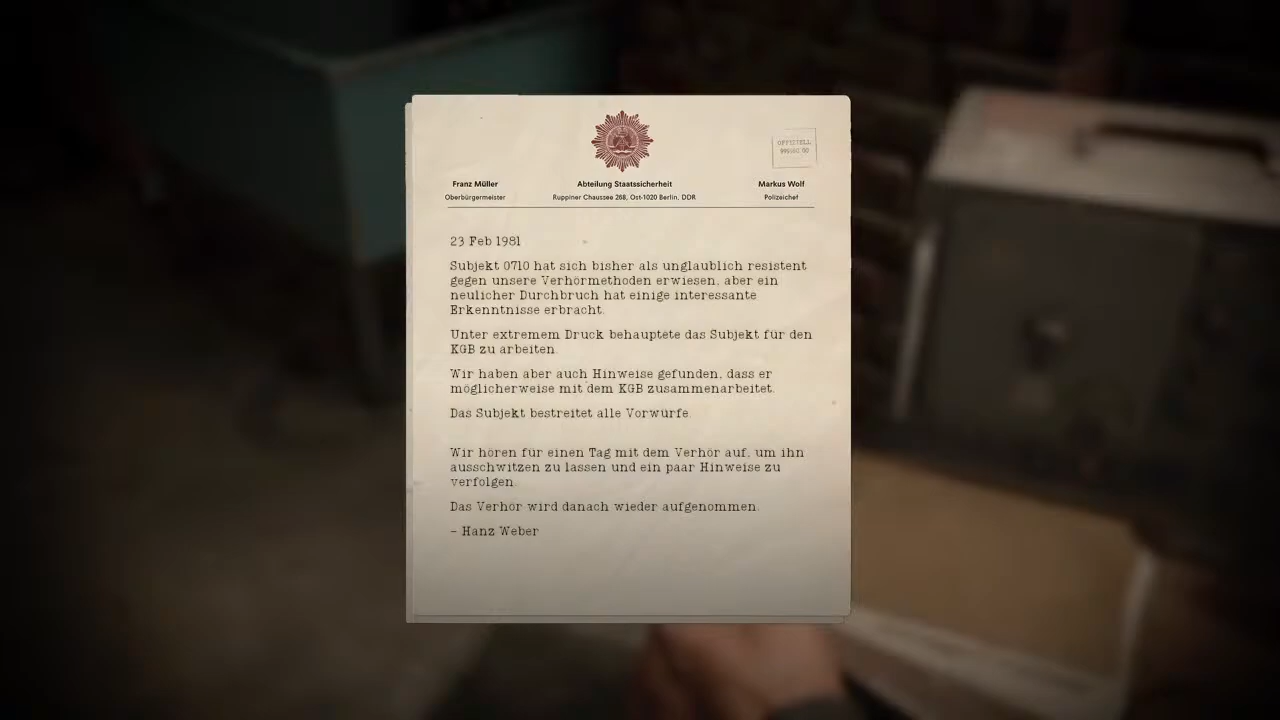 OFFIZIELL
Franz Müller
Abteilung Staatssicherheit
Markus Wolf
Oberbürgermeister
Ruppiner Chaussee 268, Ost-1020 Berlin, DDR
Polizeichef
23 Feb 1981
Subjekt 0710 hat sich bisher als unglaublich resistent
gegen unsere Verhörmethoden erwiesen, aber ein
neulicher Durchbruch hat einige interessante
Erkenntnisse erbracht.
Unter extremem Druck behauptete das Subjekt für den
KGB zu arbeiten.
Wir haben aber auch Hinweise gefunden, dass er
möglicherweise mit dem KGB zusammenarbeitet.
Das Subjekt bestreitet alle Vorwürfe.
Wir hören für einen Tag mit dem Verhör auf, um ihn
ausschwitzen zu lassen und ein paar Hinweise zu
verfolgen.
Das Verhör wird danach wieder aufgenommen.
– Hanz Weber